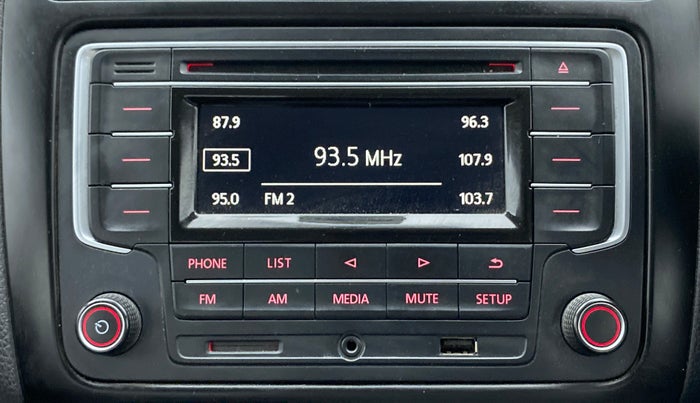 87.9 96.3
93.5 93.5 MHz 107.9
95.0 FM 2 103.7
PHONE LIST
FM AM MEDIA MUTE SETUP